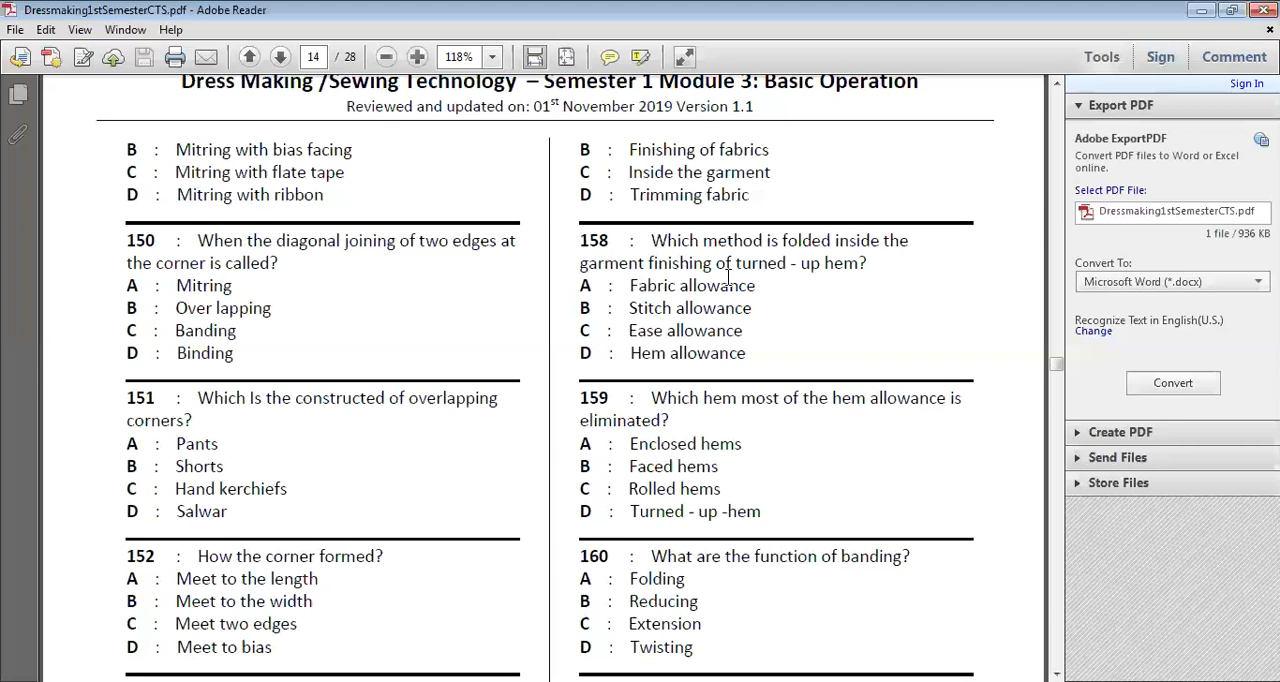 Dressmaking1stSemesterCTS.pdf - Adobe Reader
File Edit View Window Help
14 / 28 118% Tools Sign Comment
Dress Making /Sewing Technology – Semester 1 Module 3: Basic Operation
Reviewed and updated on: 01st November 2019 Version 1.1
B : Mitring with bias facing
C : Mitring with flate tape
D : Mitring with ribbon
150 : When the diagonal joining of two edges at
the corner is called?
A : Mitring
B : Over lapping
C : Banding
D : Binding
151 : Which Is the constructed of overlapping
corners?
A : Pants
B : Shorts
C : Hand kerchiefs
D : Salwar
152 : How the corner formed?
A : Meet to the length
B : Meet to the width
C : Meet two edges
D : Meet to bias
B : Finishing of fabrics
C : Inside the garment
D : Trimming fabric
158 : Which method is folded inside the
garment finishing of turned - up hem?
A : Fabric allowance
B : Stitch allowance
C : Ease allowance
D : Hem allowance
159 : Which hem most of the hem allowance is
eliminated?
A : Enclosed hems
B : Faced hems
C : Rolled hems
D : Turned - up -hem
160 : What are the function of banding?
A : Folding
B : Reducing
C : Extension
D : Twisting
Sign In
Export PDF
Adobe ExportPDF
Convert PDF files to Word or Excel
online.
Select PDF File:
Dressmaking1stSemesterCTS.pdf
1 file / 936 KB
Convert To:
Microsoft Word (*.docx)
Recognize Text in English(U.S.)
Change
Convert
Create PDF
Send Files
Store Files